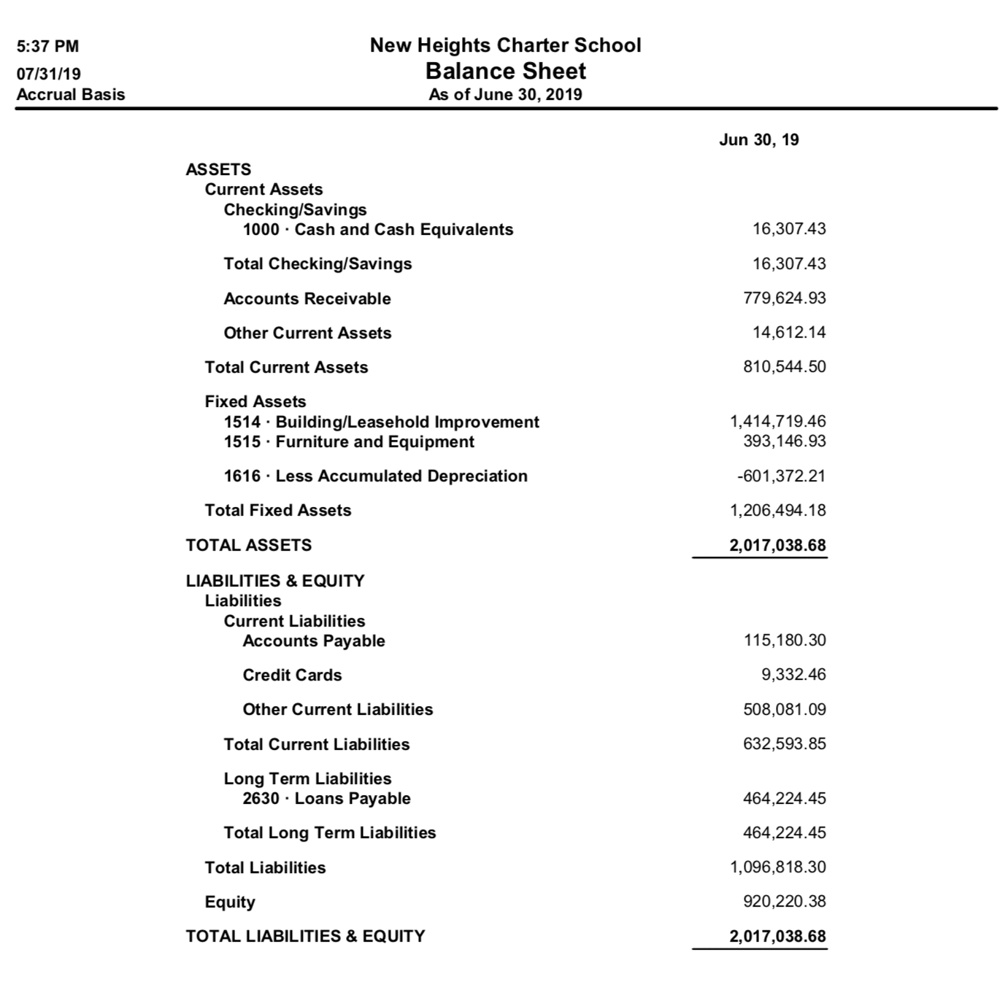 5:37 PM New Heights Charter School
07/31/19 Balance Sheet
Accrual Basis As of June 30, 2019
Jun 30, 19
ASSETS
Current Assets
Checking/Savings
1000 · Cash and Cash Equivalents 16,307.43
Total Checking/Savings 16,307.43
Accounts Receivable 779,624.93
Other Current Assets 14,612.14
Total Current Assets 810,544.50
Fixed Assets
1514 · Building/Leasehold Improvement 1,414,719.46
1515 · Furniture and Equipment 393,146.93
1616 · Less Accumulated Depreciation -601,372.21
Total Fixed Assets 1,206,494.18
TOTAL ASSETS 2,017,038.68
LIABILITIES & EQUITY
Liabilities
Current Liabilities
Accounts Payable 115,180.30
Credit Cards 9,332.46
Other Current Liabilities 508,081.09
Total Current Liabilities 632,593.85
Long Term Liabilities
2630 · Loans Payable 464,224.45
Total Long Term Liabilities 464,224.45
Total Liabilities 1,096,818.30
Equity 920,220.38
TOTAL LIABILITIES & EQUITY 2,017,038.68